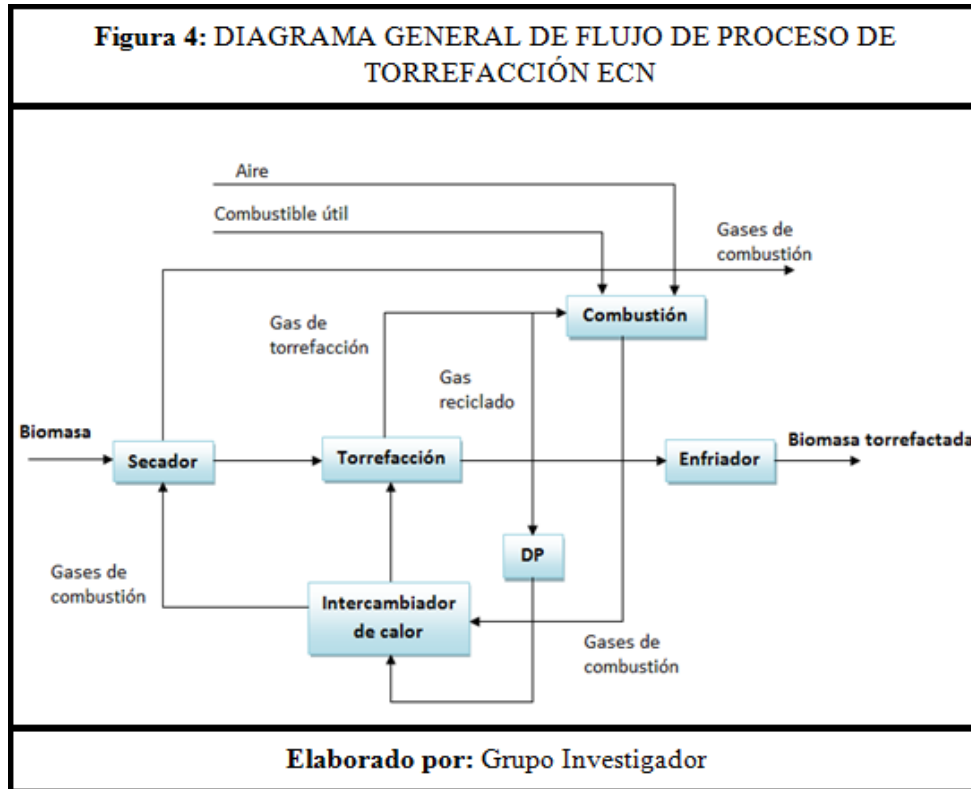 Figura 4: DIAGRAMA GENERAL DE FLUJO DE PROCESO DE
TORREFACCIÓN ECN
Aire
Combustible útil
Gases de
combustión
Combustión
Gas de
torrefacción
Gas
reciclado
Biomasa
Secador
Torrefacción
Enfriador
Biomasa torrefactada
DP
Gases de
combustión
Intercambiador
de calor
Gases de
combustión
Elaborado por: Grupo Investigador